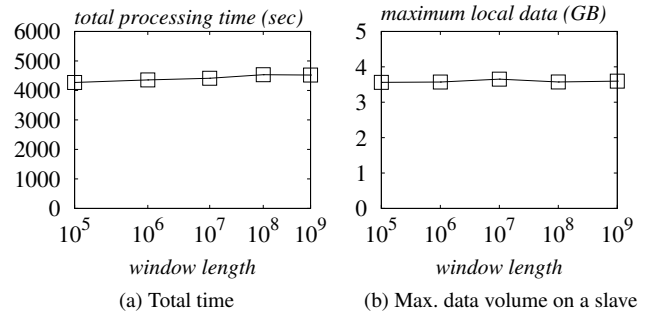 total processing time (sec)
6000
5000
4000
3000
2000
1000
0
10^5 10^6 10^7 10^8 10^9
window length
(a) Total time
maximum local data (GB)
5
4
3
2
1
0
10^5 10^6 10^7 10^8 10^9
window length
(b) Max. data volume on a slave